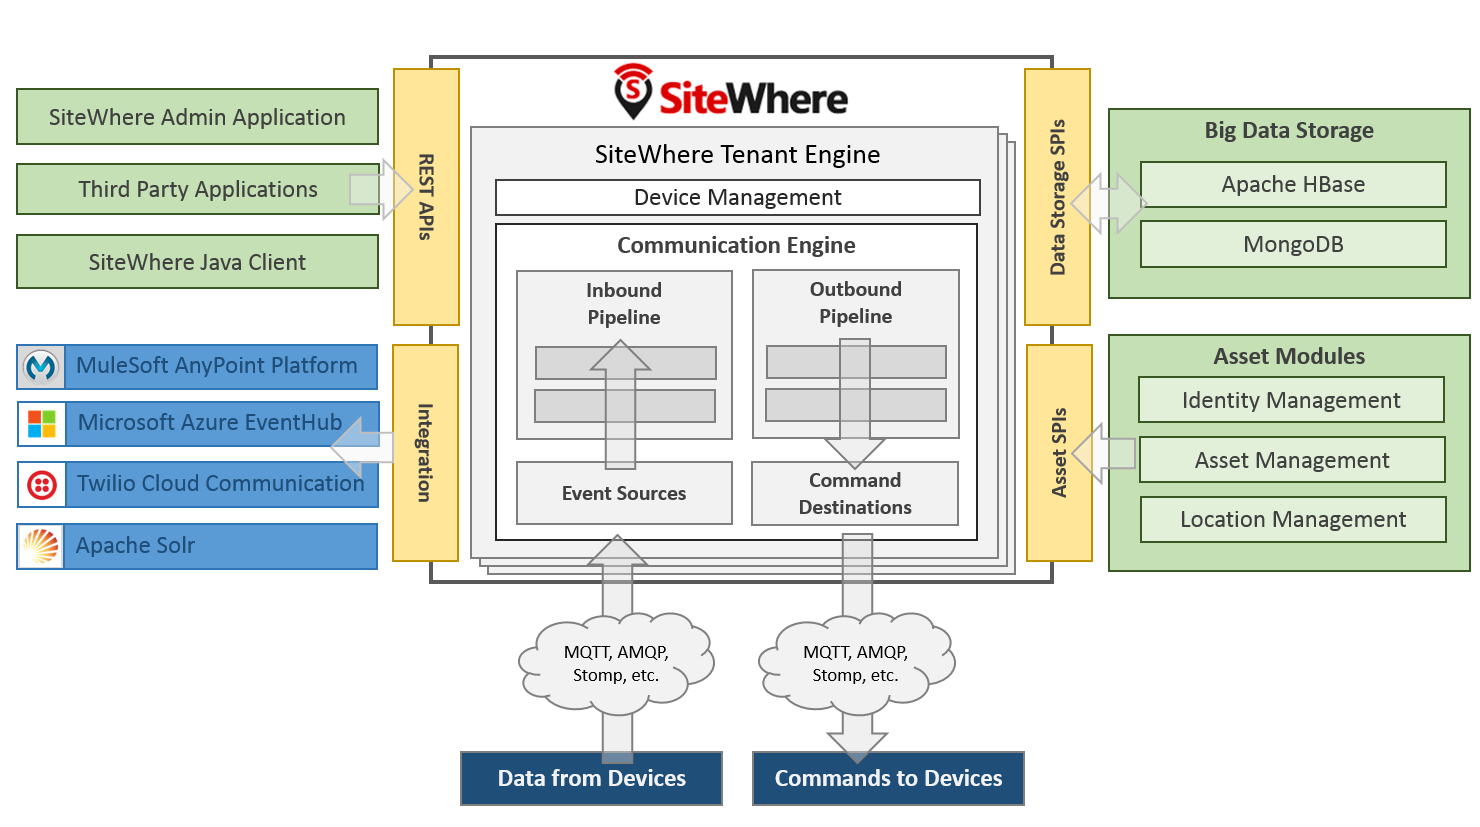 SiteWhere
SiteWhere Admin Application
Third Party Applications
SiteWhere Java Client
REST APIs
MuleSoft AnyPoint Platform
Microsoft Azure EventHub
Twilio Cloud Communication
Apache Solr
Integration
SiteWhere Tenant Engine
Device Management
Communication Engine
Inbound
Pipeline
Outbound
Pipeline
Event Sources
Command
Destinations
Data Storage SPIs
Big Data Storage
Apache HBase
MongoDB
Asset SPIs
Asset Modules
Identity Management
Asset Management
Location Management
MQTT, AMQP,
Stomp, etc.
MQTT, AMQP,
Stomp, etc.
Data from Devices
Commands to Devices